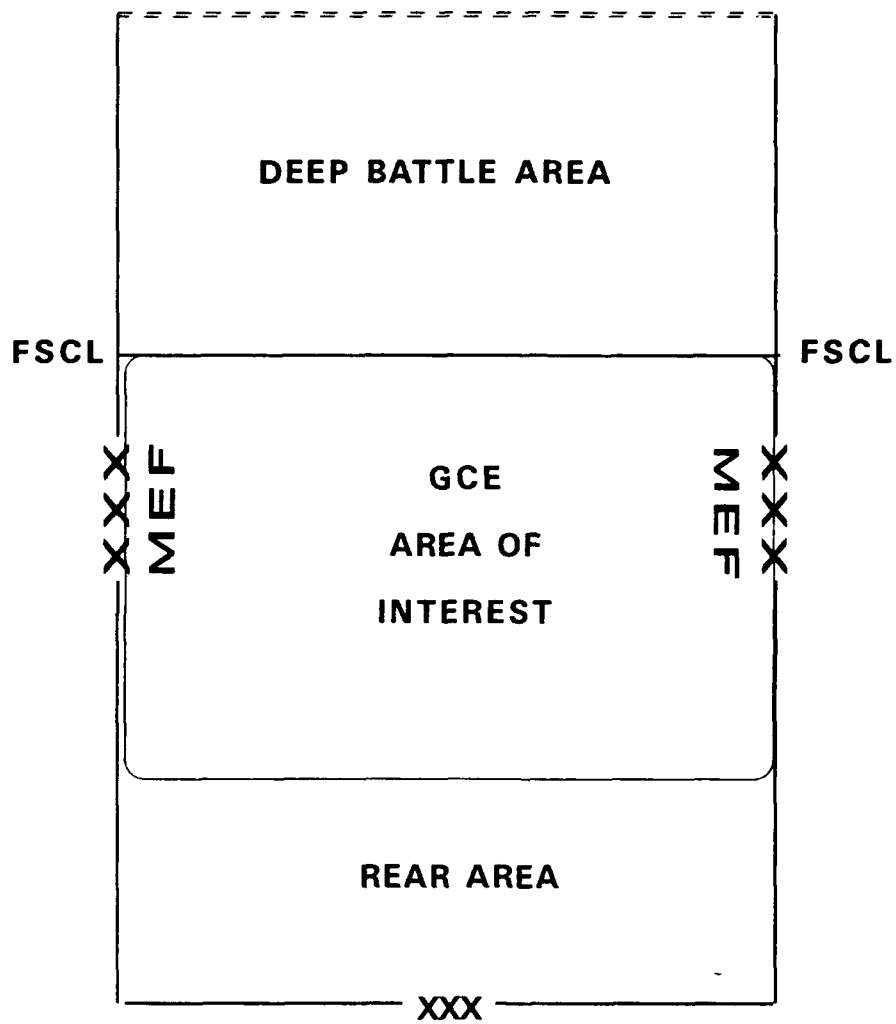 DEEP BATTLE AREA
FSCL
FSCL
XXX
MEF
MEF
XXX
GCE
AREA OF
INTEREST
REAR AREA
XXX